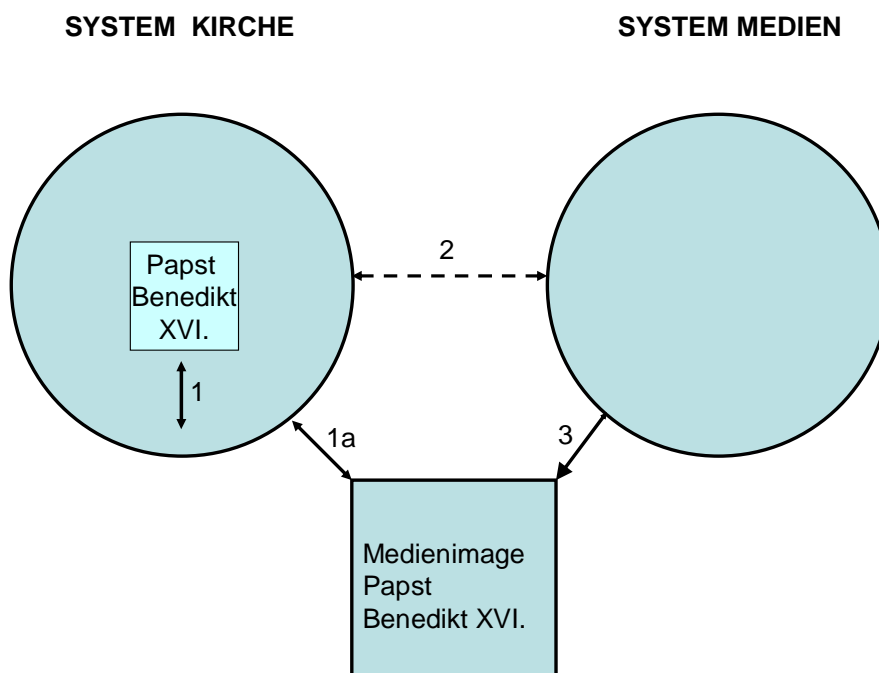 SYSTEM  KIRCHE
SYSTEM MEDIEN
2
Papst
Benedikt
XVI.
1
1a
3
Medienimage
Papst
Benedikt XVI.